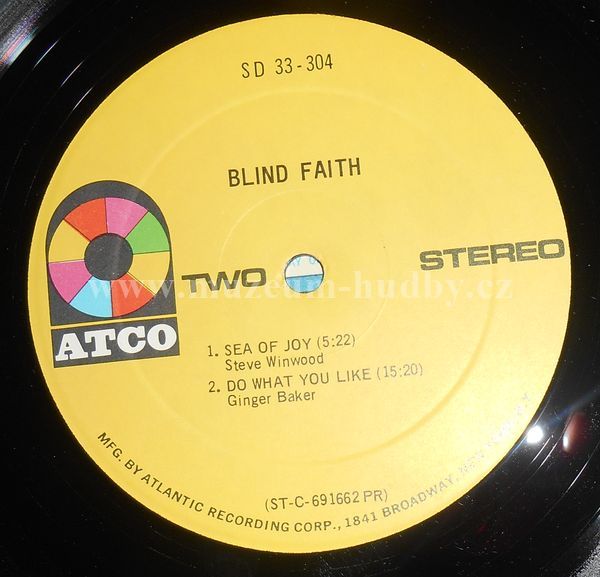 SD 33-304
BLIND FAITH
ATCO
TWO
STEREO
www.muzeum-hudby.cz
1. SEA OF JOY (5:22)
Steve Winwood
2. DO WHAT YOU LIKE (15:20)
Ginger Baker
(ST-C-691662 PR)
MFG. BY ATLANTIC RECORDING CORP., 1841 BROADWAY, NEW